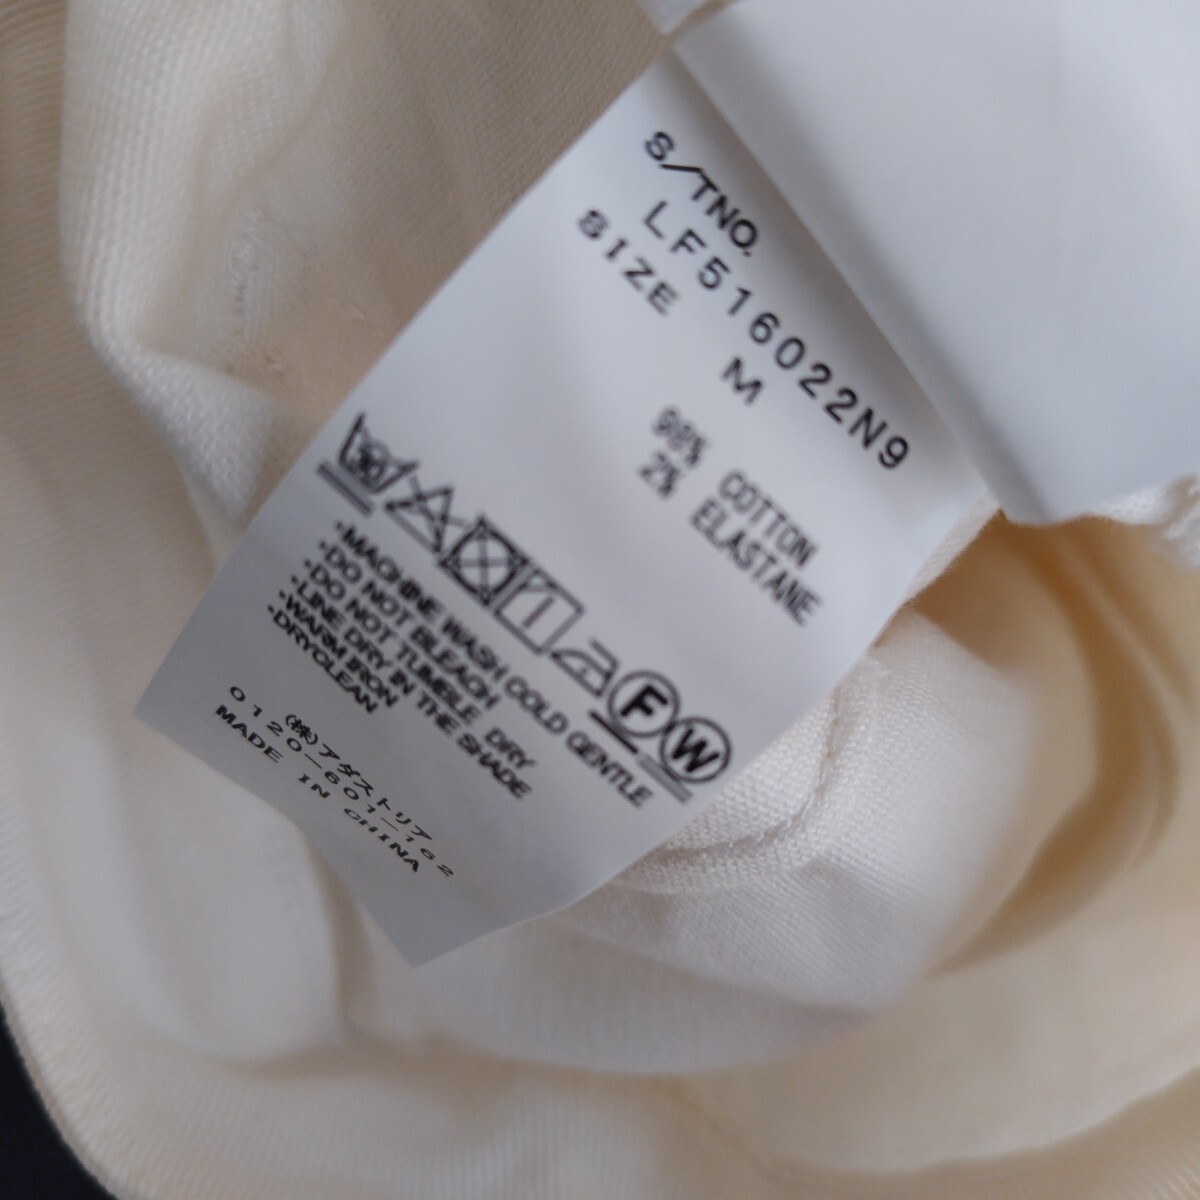 S/TNO.
LF516022N9
SIZE M
98% COTTON
2% ELASTANE
30
F W
·MACHINE WASH COLD GENTLE
·DO NOT BLEACH
·DO NOT TUMBLE DRY
·LINE DRY IN THE SHADE
·WARM IRON
·DRYCLEAN
(株)アダストリア
0120-601-162
MADE IN CHINA